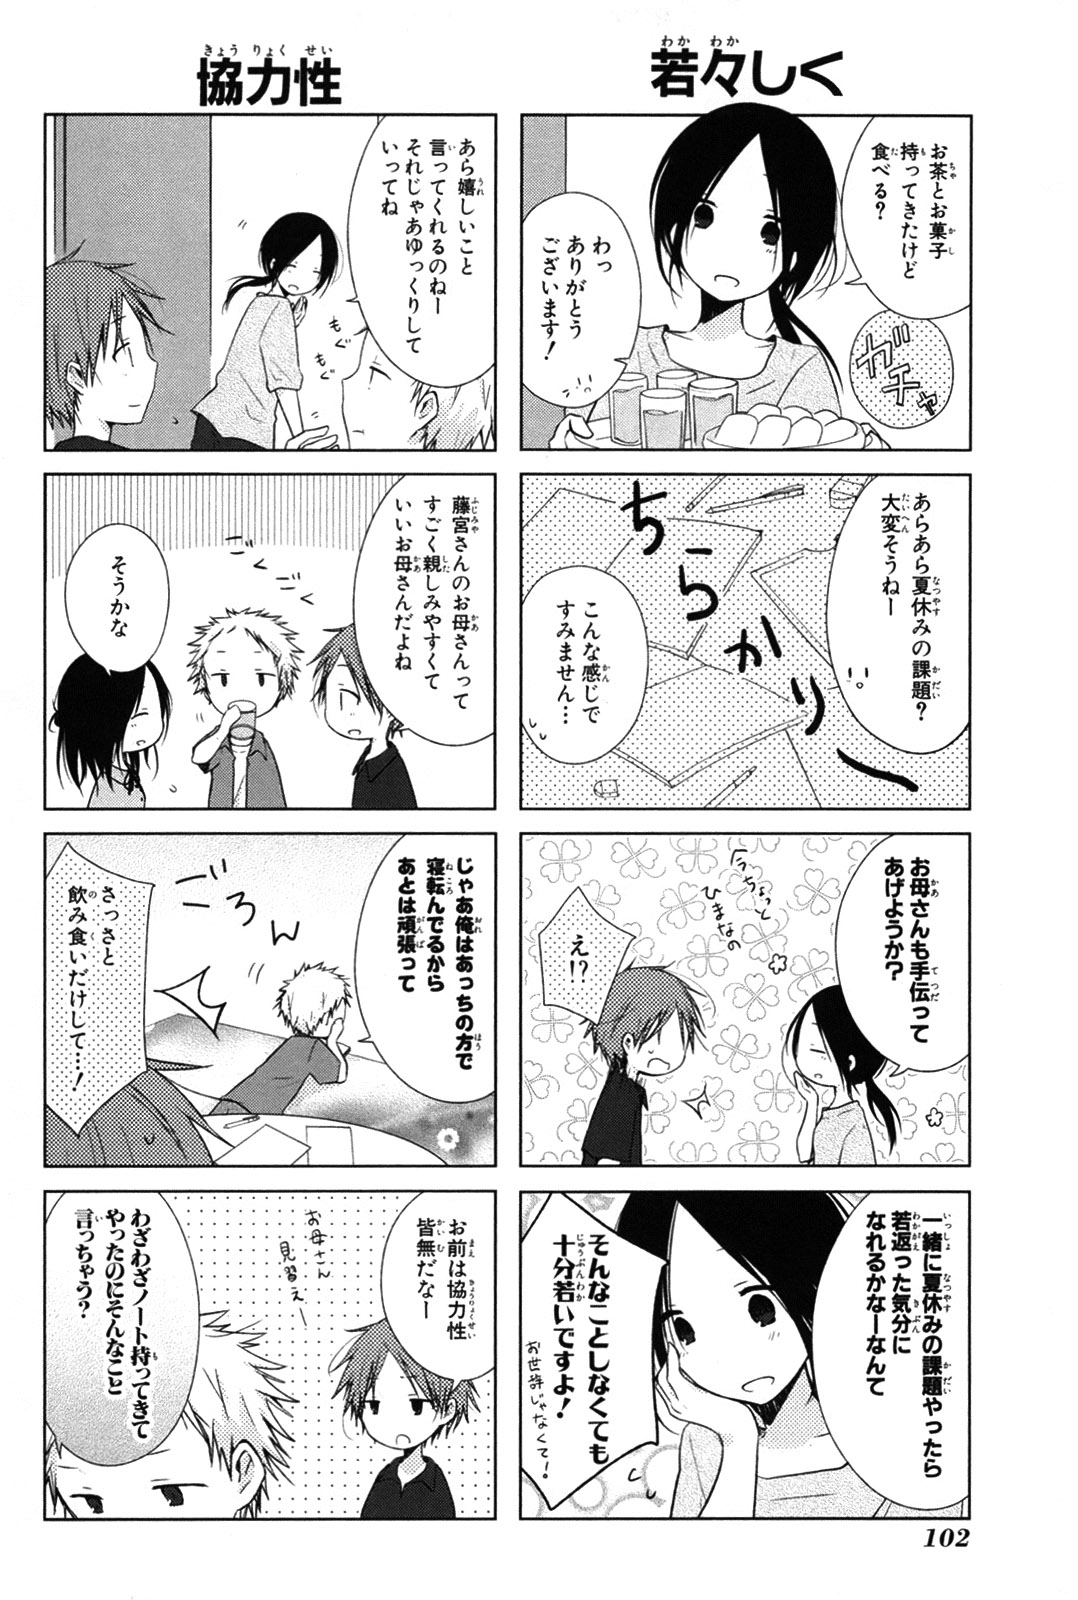 若々しく
お茶とお菓子
持ってきたけど
食べる？
わっ
ありがとう
ございます！
ガチャ
あらあら夏休みの課題？
大変そうねー
ちらかり〜
こんな感じで
すみません…
お母さんも手伝って
あげようか？
今ちょっと
ひまなの
え！？
一緒に夏休みの課題やったら
若返った気分に
なれるかなーなんて
そんなことしなくても
十分若いですよ！
お世辞じゃなくて！
協力性
あら嬉しいこと
言ってくれるのねー
それじゃあゆっくりして
いってね
もぐ
もぐ
藤宮さんのお母さんって
すごく親しみやすくて
いいお母さんだよね
そうかな
じゃあ俺はあっちの方で
寝転んでるから
あとは頑張って
ごろん
さっさと
飲み食いだけして…！
お前は協力性
皆無だなー
お母さん
見習えー
わざわざノート持ってきて
やったのにそんなこと
言っちゃう？
102